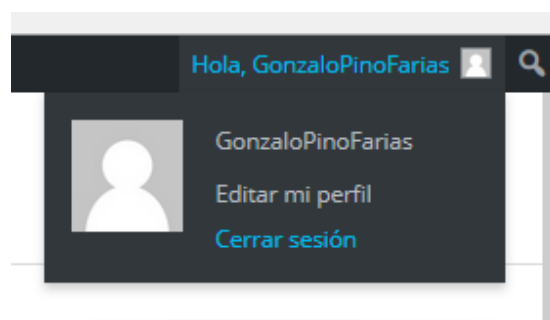 Hola, GonzaloPinoFarias
GonzaloPinoFarias
Editar mi perfil
Cerrar sesión